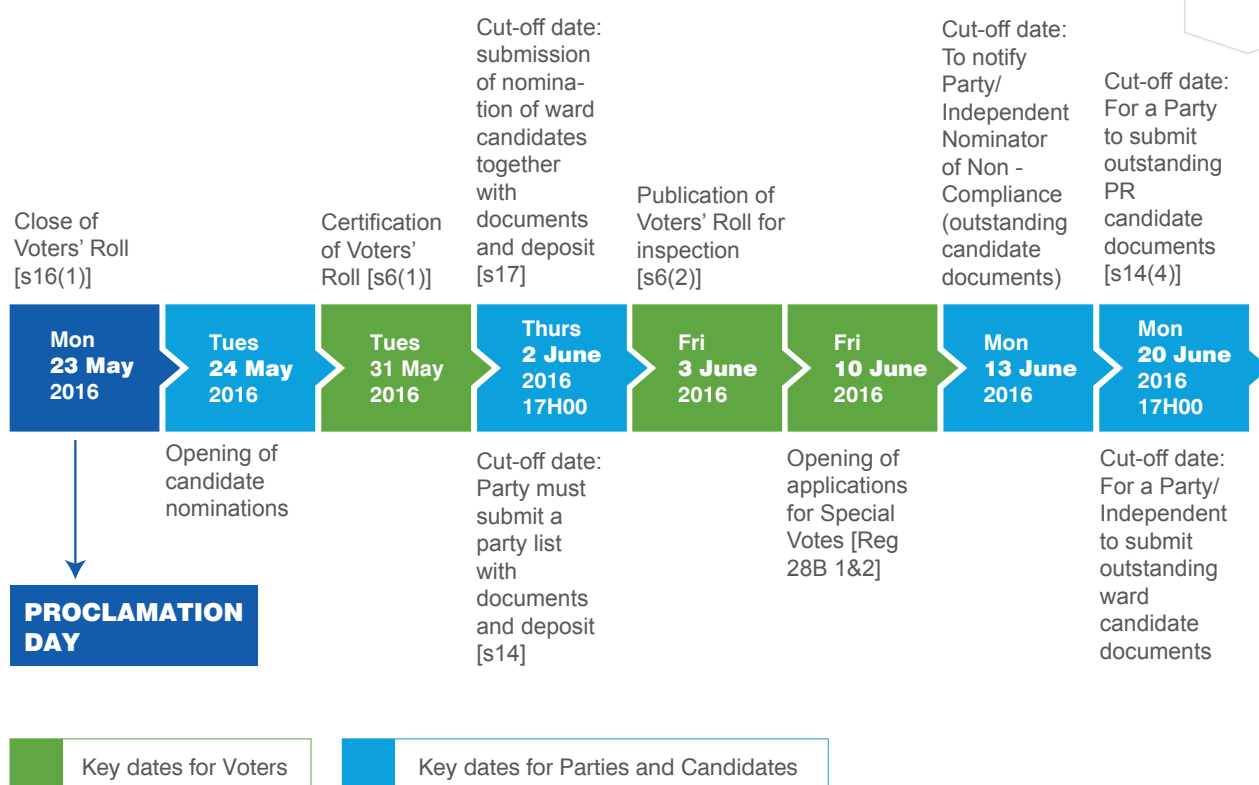 Close of
Voters' Roll
[s16(1)]
Certification
of Voters'
Roll [s6(1)]
Cut-off date:
submission
of nomina-
tion of ward
candidates
together
with
documents
and deposit
[s17]
Publication of
Voters' Roll for
inspection
[s6(2)]
Cut-off date:
To notify
Party/
Independent
Nominator
of Non -
Compliance
(outstanding
candidate
documents)
Cut-off date:
For a Party
to submit
outstanding
PR
candidate
documents
[s14(4)]
Mon
23 May
2016
Tues
24 May
2016
Tues
31 May
2016
Thurs
2 June
2016
17H00
Fri
3 June
2016
Fri
10 June
2016
Mon
13 June
2016
Mon
20 June
2016
17H00
Opening of
candidate
nominations
Cut-off date:
Party must
submit a
party list
with
documents
and deposit
[s14]
Opening of
applications
for Special
Votes [Reg
28B 1&2]
Cut-off date:
For a Party/
Independent
to submit
outstanding
ward
candidate
documents
PROCLAMATION
DAY
Key dates for Voters
Key dates for Parties and Candidates